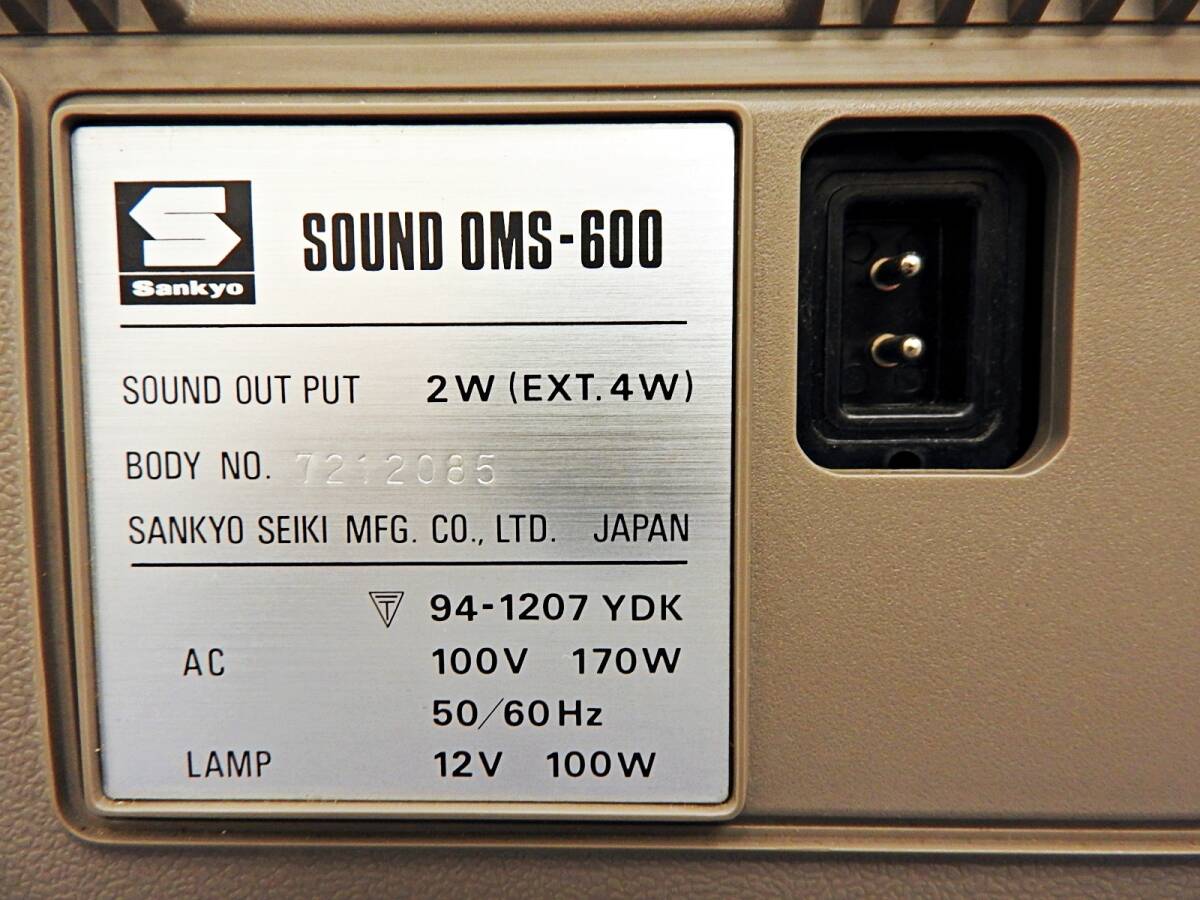 Sankyo
SOUND OMS-600
SOUND OUT PUT 2W (EXT. 4W)
BODY NO. 7212085
SANKYO SEIKI MFG. CO., LTD. JAPAN
T 94-1207 YDK
AC 100V 170W
50/60Hz
LAMP 12V 100W